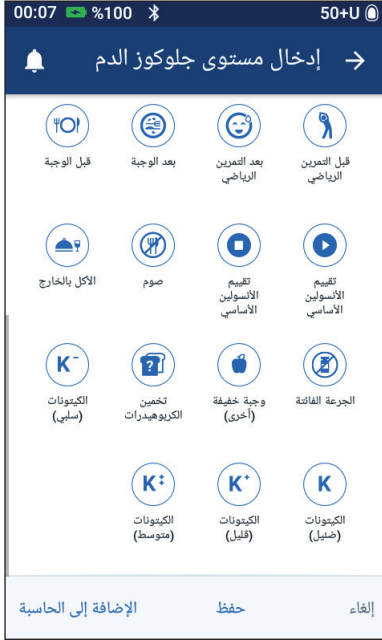 00:07 %100 50+U
إدخال مستوى جلوكوز الدم
قبل التمرين
الرياضي
بعد التمرين
الرياضي
بعد الوجبة
قبل الوجبة
تقييم
الأنسولين
الأساسي
تقييم
الأنسولين
الأساسي
صوم
الأكل بالخارج
الجرعة الفائتة
وجبة خفيفة
(أخرى)
?
تخمين
الكربوهيدرات
K-
الكيتونات
(سلبي)
K
الكيتونات
(ضئيل)
K+
الكيتونات
(قليل)
K‡
الكيتونات
(متوسط)
إلغاء
حفظ
الإضافة إلى الحاسبة